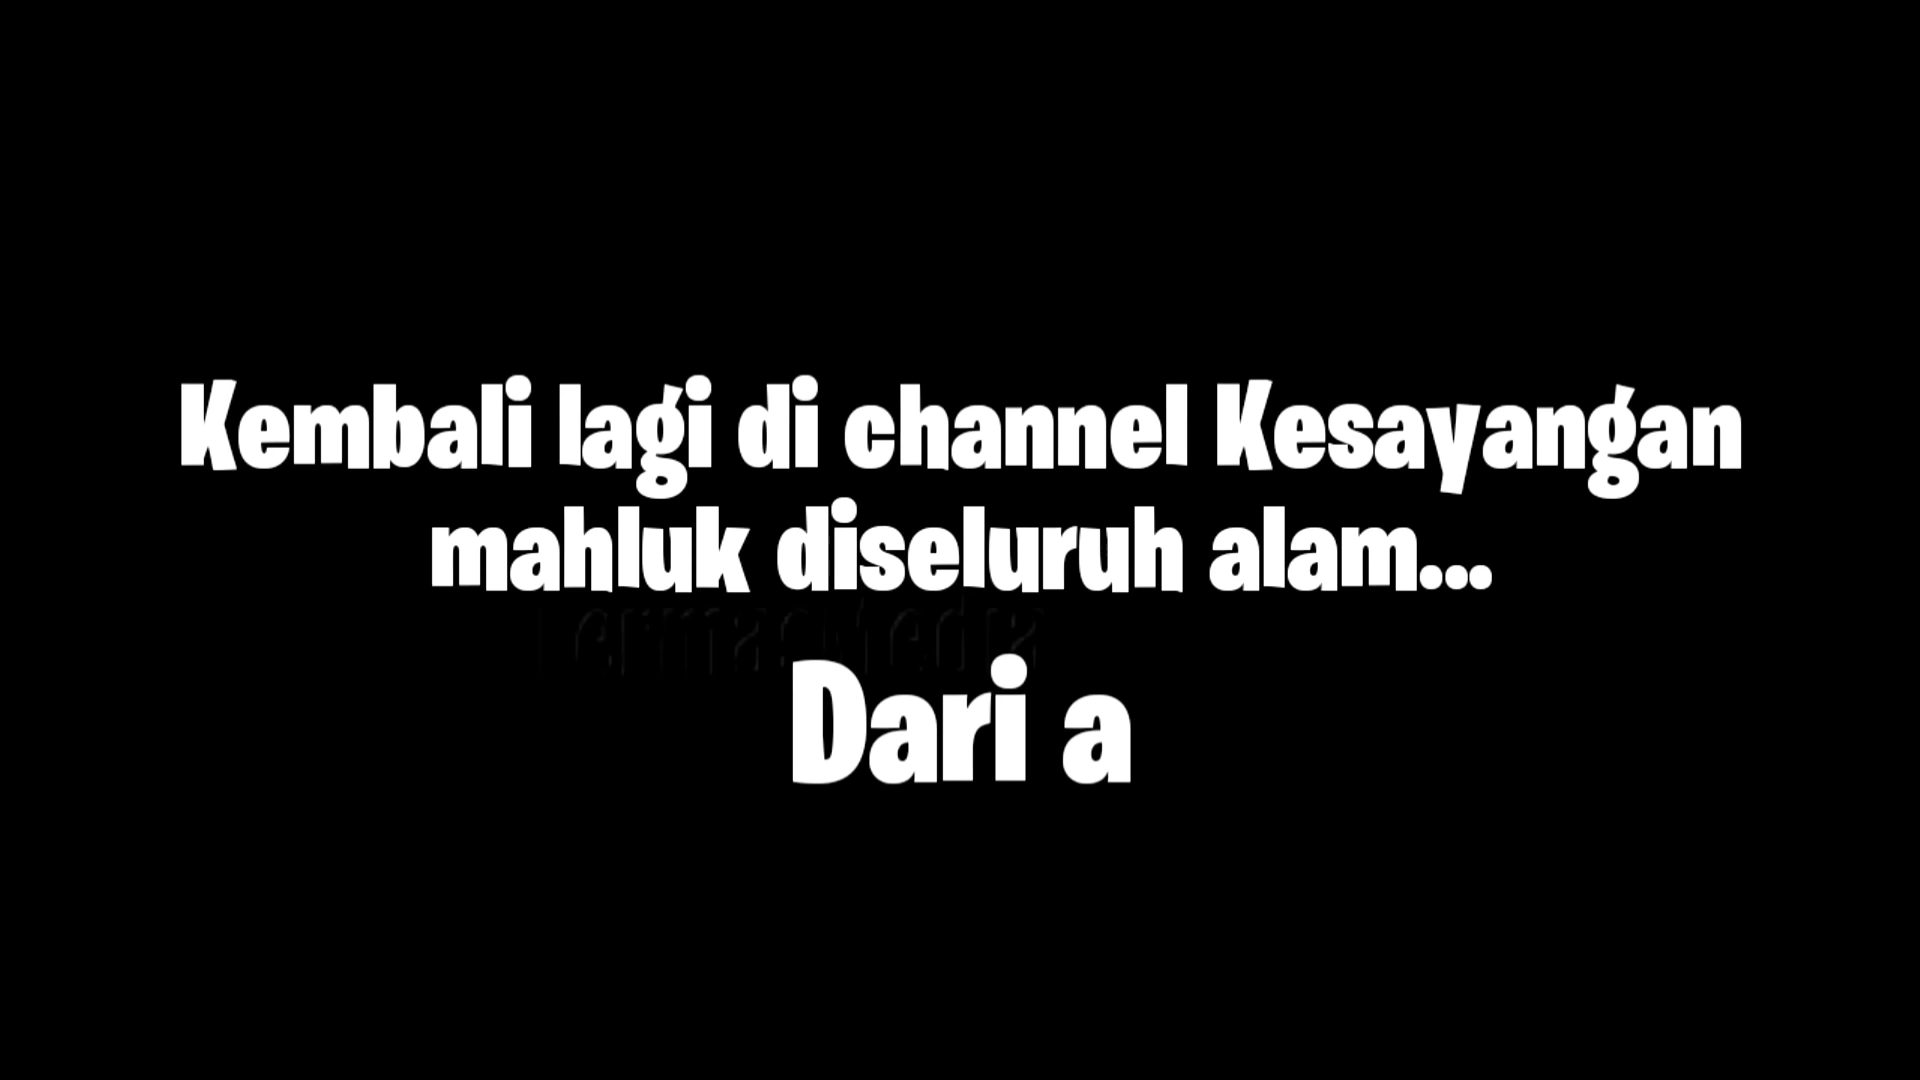 Kembali lagi di channel Kesayangan
mahluk diseluruh alam...
Dari a